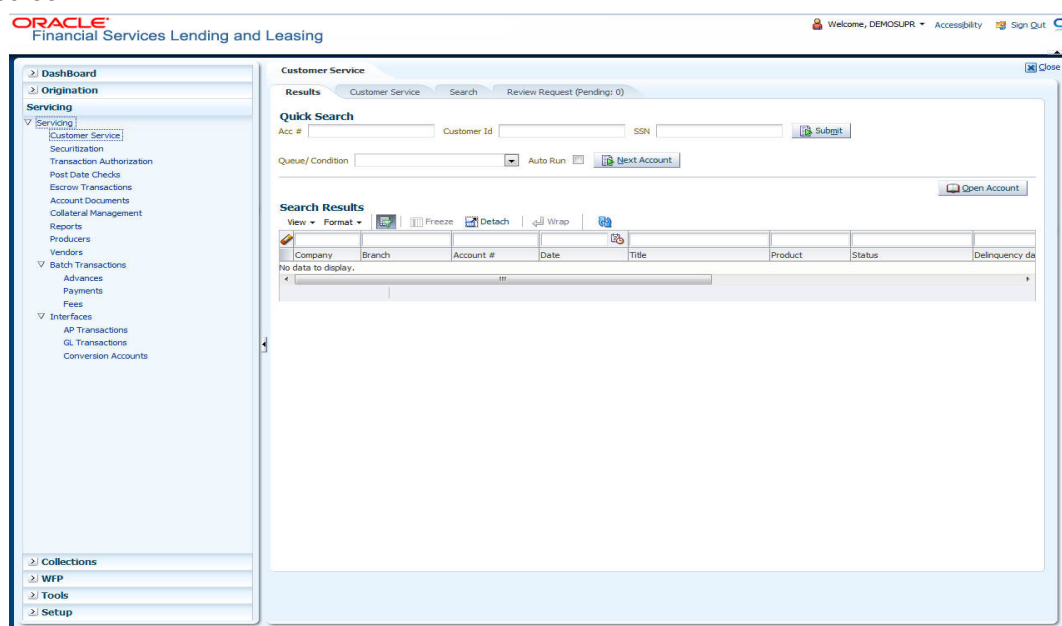 ORACLE
Financial Services Lending and Leasing
Welcome, DEMOSUPR Accessibility Sign Out
Close
DashBoard
Origination
Servicing
Servicing
Customer Service
Securitization
Transaction Authorization
Post Date Checks
Escrow Transactions
Account Documents
Collateral Management
Reports
Producers
Vendors
Batch Transactions
Advances
Payments
Fees
Interfaces
AP Transactions
GL Transactions
Conversion Accounts
Collections
WFP
Tools
Setup
Customer Service
Results Customer Service Search Review Request (Pending: 0)
Quick Search
Acc # Customer Id SSN Submit
Queue/ Condition Auto Run Next Account
Open Account
Search Results
View Format Freeze Detach Wrap
Company Branch Account # Date Title Product Status Delinquency da
No data to display.